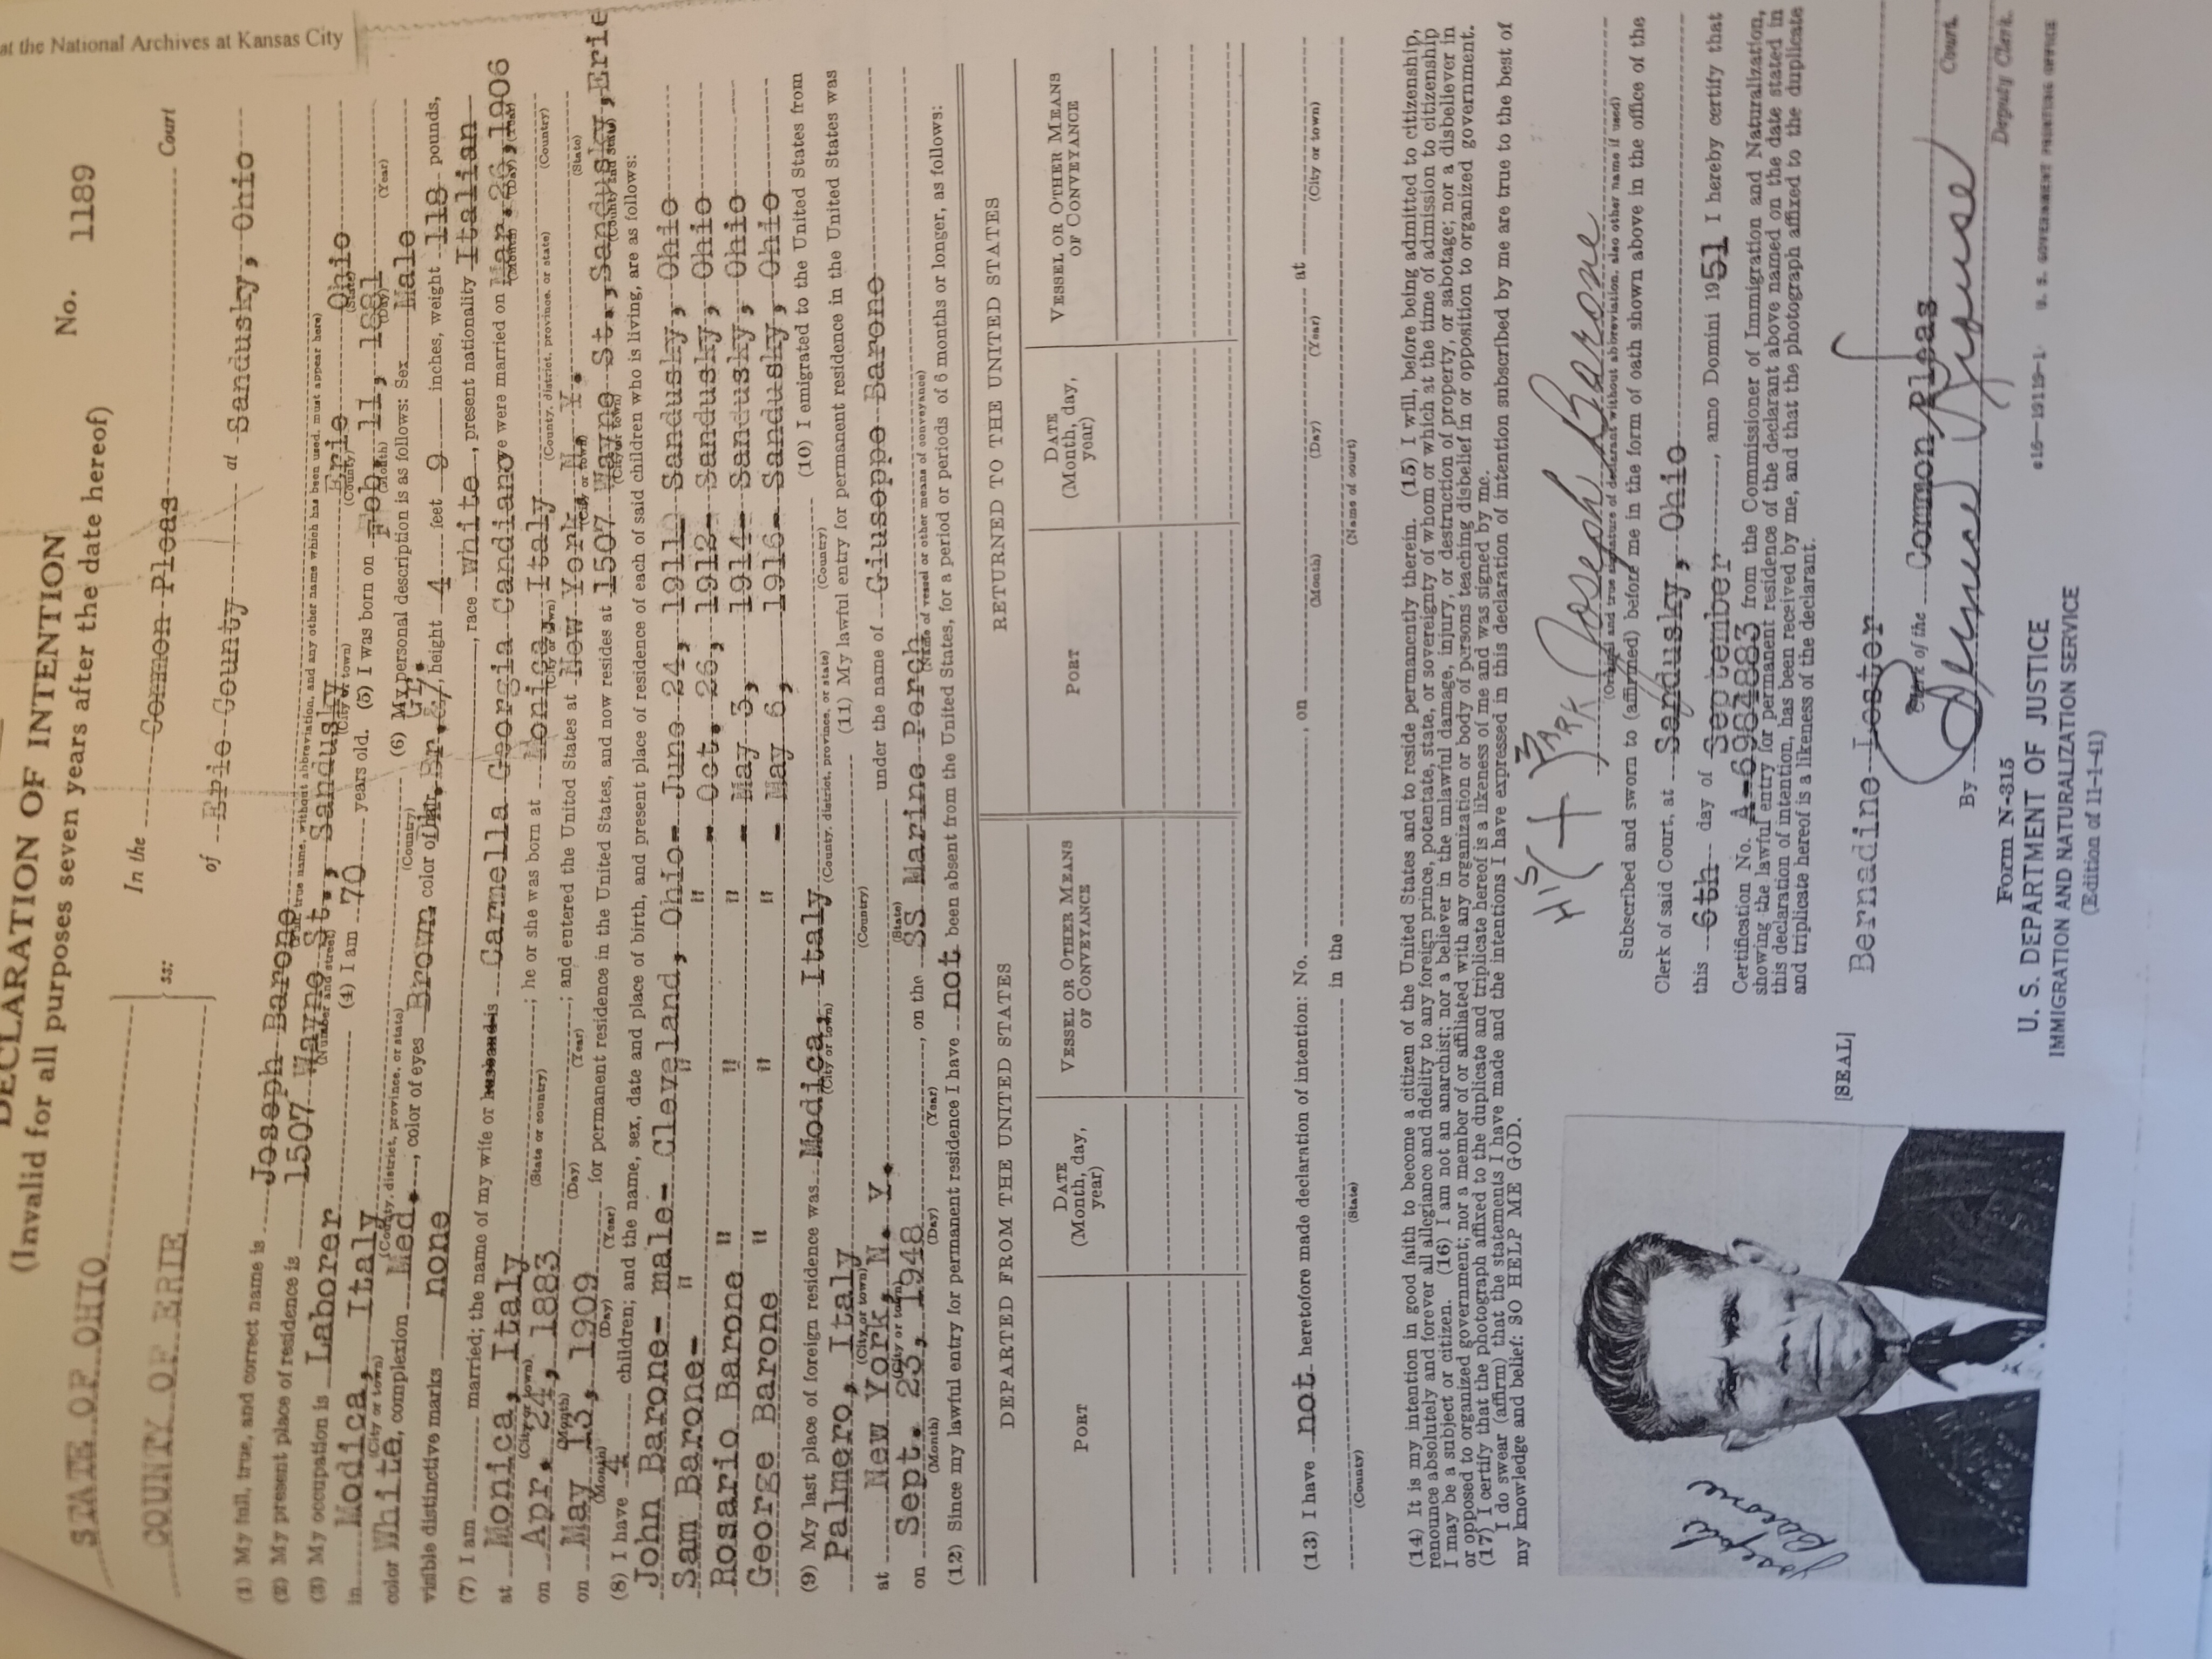 DECLARATION OF INTENTION
(Invalid for all purposes seven years after the date hereof)
No. 1189
STATE OF OHIO
COUNTY OF ERIE
ss:
In the Common Pleas Court
of Erie County at Sandusky, Ohio
(1) My full, true, and correct name is Joseph Barone
(Full, true name, without abbreviation, and any other name which has been used, must appear here)
(2) My present place of residence is 1507 Wayne St., Sandusky Erie Ohio
(Number and street) (City or town) (County) (State)
(3) My occupation is Laborer (4) I am 70 years old. (5) I was born on Feb. 11, 1881
(Month) (Day) (Year)
in Modica, Italy (6) My personal description is as follows: Sex Male
(City or town) (County, district, province, or state) (Country)
color White, complexion Med., color of eyes Brown color of hair Br. & Gr., height 4 feet 9 inches, weight 118 pounds,
visible distinctive marks none, race white, present nationality Italian
(7) I am married; the name of my wife or husband is Carmella Georgia Candiano we were married on Mar. 26, 1906
(Month) (Day) (Year)
at Monica, Italy; he or she was born at Monica, Italy
(City or town) (State or country) (City or town) (County, district, province, or state) (Country)
on Apr. 24, 1883; and entered the United States at New York, N. Y.
(Month) (Day) (Year) (City or town) (State)
on May 13, 1909 for permanent residence in the United States, and now resides at 1507 Wayne St., Sandusky, Erie
(Month) (Day) (Year) (City or town) (County and State)
(8) I have 4 children; and the name, sex, date and place of birth, and present place of residence of each of said children who is living, are as follows:
John Barone- male- Cleveland, Ohio- June 24, 1911 Sandusky, Ohio
Sam Barone- " " " - Oct. 26, 1912- Sandusky, Ohio
Rosario Barone " " " - May 3, 1914- Sandusky, Ohio
George Barone " " " - May 6, 1916- Sandusky, Ohio
(9) My last place of foreign residence was Modica, Italy (10) I emigrated to the United States from
(City or town) (County, district, province, or state) (Country)
Palmero, Italy (11) My lawful entry for permanent residence in the United States was
(City or town) (Country)
at New York, N. Y. under the name of Giuseppe Barone
(City or town) (State)
on Sept. 23, 1948, on the SS Marine Perch
(Month) (Day) (Year) (Name of vessel or other means of conveyance)
(12) Since my lawful entry for permanent residence I have not been absent from the United States, for a period or periods of 6 months or longer, as follows:
DEPARTED FROM THE UNITED STATES RETURNED TO THE UNITED STATES
PORT DATE (Month, day, year) VESSEL OR OTHER MEANS OF CONVEYANCE PORT DATE (Month, day, year) VESSEL OR OTHER MEANS OF CONVEYANCE
(13) I have not heretofore made declaration of intention: No. , on at
(Month) (Day) (Year) (City or town)
in the
(County) (State) (Name of court)
(14) It is my intention in good faith to become a citizen of the United States and to reside permanently therein. (15) I will, before being admitted to citizenship,
renounce absolutely and forever all allegiance and fidelity to any foreign prince, potentate, state, or sovereignty of whom or which at the time of admission to citizenship
I may be a subject or citizen. (16) I am not an anarchist; nor a believer in the unlawful damage, injury, or destruction of property, or sabotage; nor a disbeliever in
or opposed to organized government; nor a member of or affiliated with any organization or body of persons teaching disbelief in or opposition to organized government.
(17) I certify that the photograph affixed to the duplicate and triplicate hereof is a likeness of me and was signed by me.
I do swear (affirm) that the statements I have made and the intentions I have expressed in this declaration of intention subscribed by me are true to the best of
my knowledge and belief: SO HELP ME GOD.
HIS (+) MARK Joseph Barone
(Original and true signature of declarant without abbreviation, also other name if used)
Subscribed and sworn to (affirmed) before me in the form of oath shown above in the office of the
Clerk of said Court, at Sandusky, Ohio
this 6th day of September, anno Domini 1951 I hereby certify that
Certification No. A-6984883 from the Commissioner of Immigration and Naturalization,
showing the lawful entry for permanent residence of the declarant above named on the date stated in
this declaration of intention, has been received by me, and that the photograph affixed to the duplicate
and triplicate hereof is a likeness of the declarant.
Joseph Barone
[SEAL]
Bernadine Lester
Clerk of the Common Pleas Court.
By Bernice Krouse
Deputy Clerk.
Form N-315
U. S. DEPARTMENT OF JUSTICE
IMMIGRATION AND NATURALIZATION SERVICE
(Edition of 11-1-41)
16-19119-1 U. S. GOVERNMENT PRINTING OFFICE
at the National Archives at Kansas City